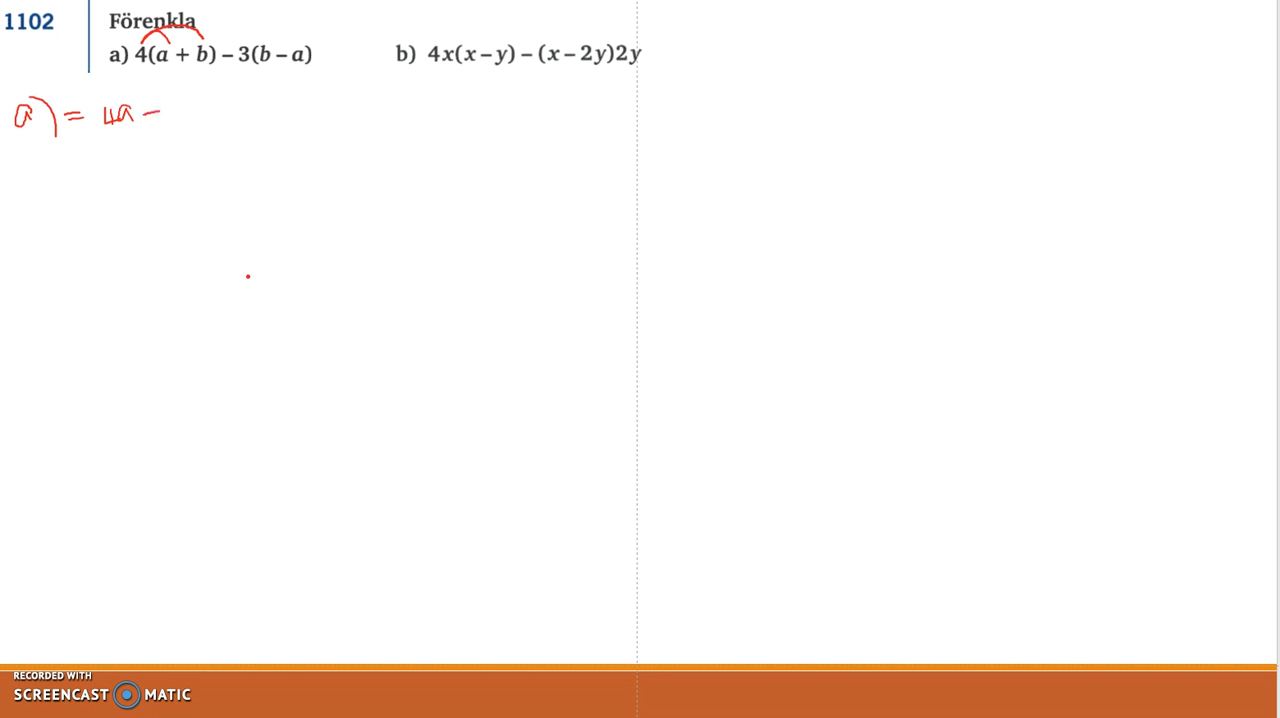 1102 Förenkla
a) 4(a + b) – 3(b – a) b) 4x(x – y) – (x – 2y)2y
a) = 4a –
RECORDED WITH
SCREENCAST MATIC